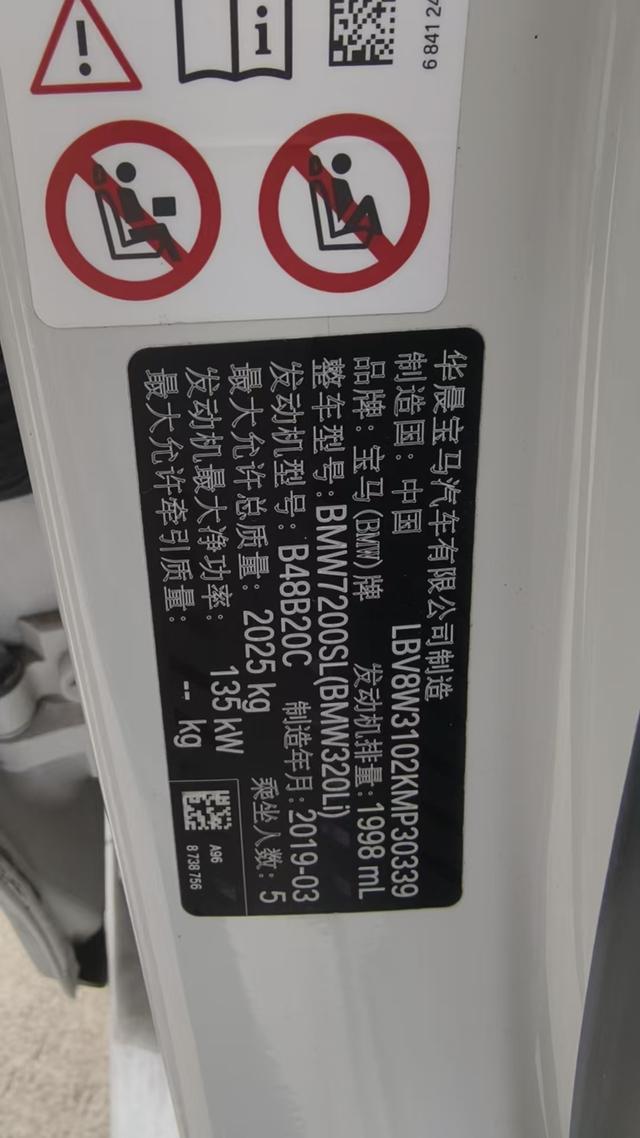 6 841 24
华晨宝马汽车有限公司制造
制造国：中国 LBV8W3102KMP30339
品牌：宝马(BMW)牌 发动机排量：1998 mL
整车型号：BMW7200SL(BMW320Li)
发动机型号：B48B20C 制造年月：2019-03
最大允许总质量：2025 kg 乘坐人数：5
发动机最大净功率：135 kW
最大允许牵引质量：-- kg
A96
8 738 756